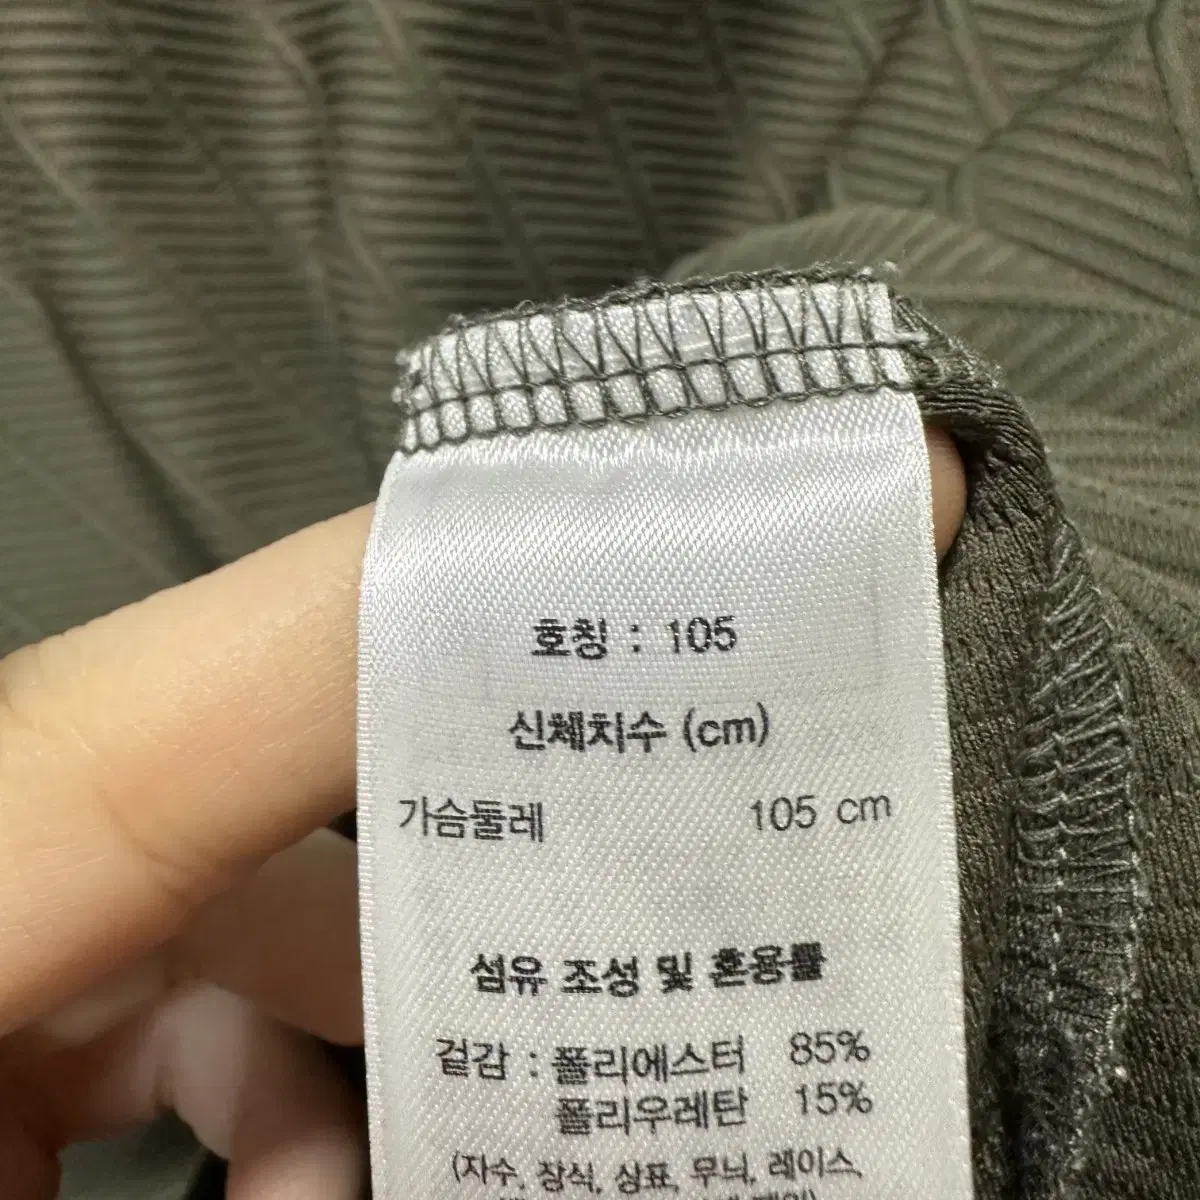 호칭 : 105
신체치수 (cm)
가슴둘레 105 cm
섬유 조성 및 혼용률
겉감 : 폴리에스터 85%
폴리우레탄 15%
(자수, 장식, 상표, 무늬, 레이스,